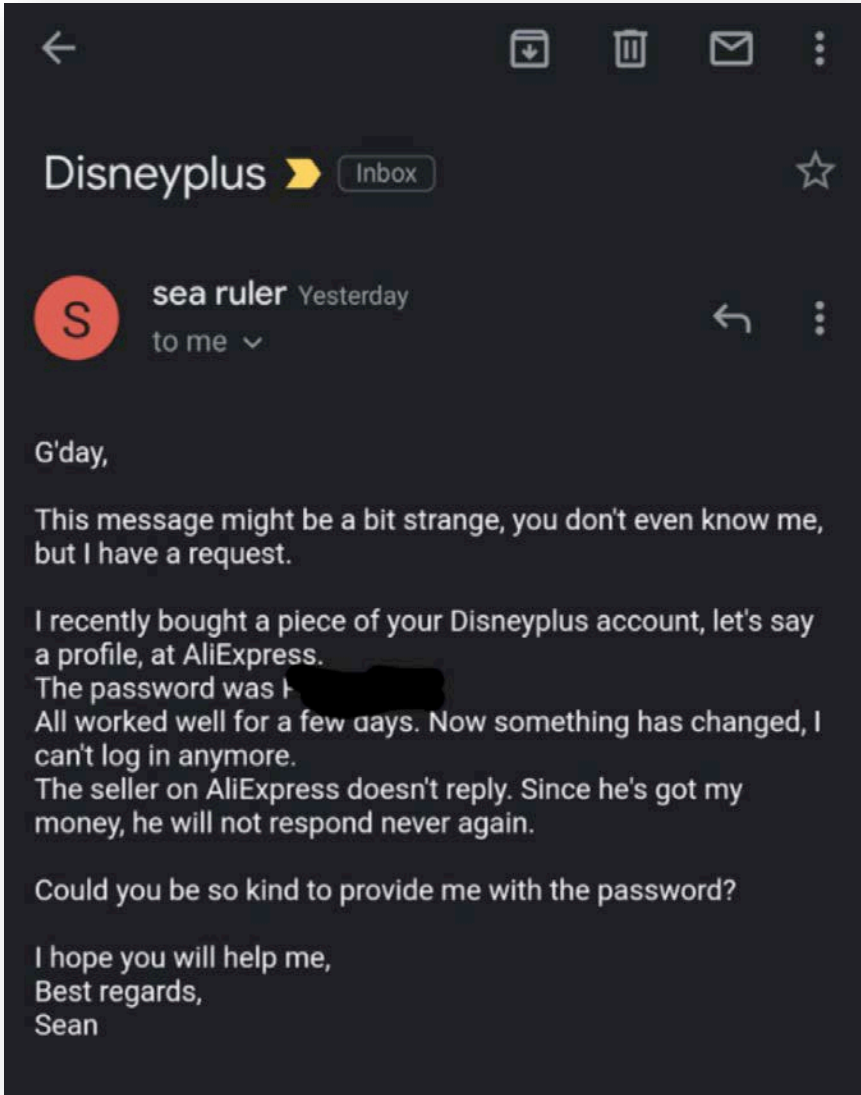 Disneyplus Inbox
S
sea ruler Yesterday
to me
G'day,
This message might be a bit strange, you don't even know me,
but I have a request.
I recently bought a piece of your Disneyplus account, let's say
a profile, at AliExpress.
The password was
All worked well for a few days. Now something has changed, I
can't log in anymore.
The seller on AliExpress doesn't reply. Since he's got my
money, he will not respond never again.
Could you be so kind to provide me with the password?
I hope you will help me,
Best regards,
Sean